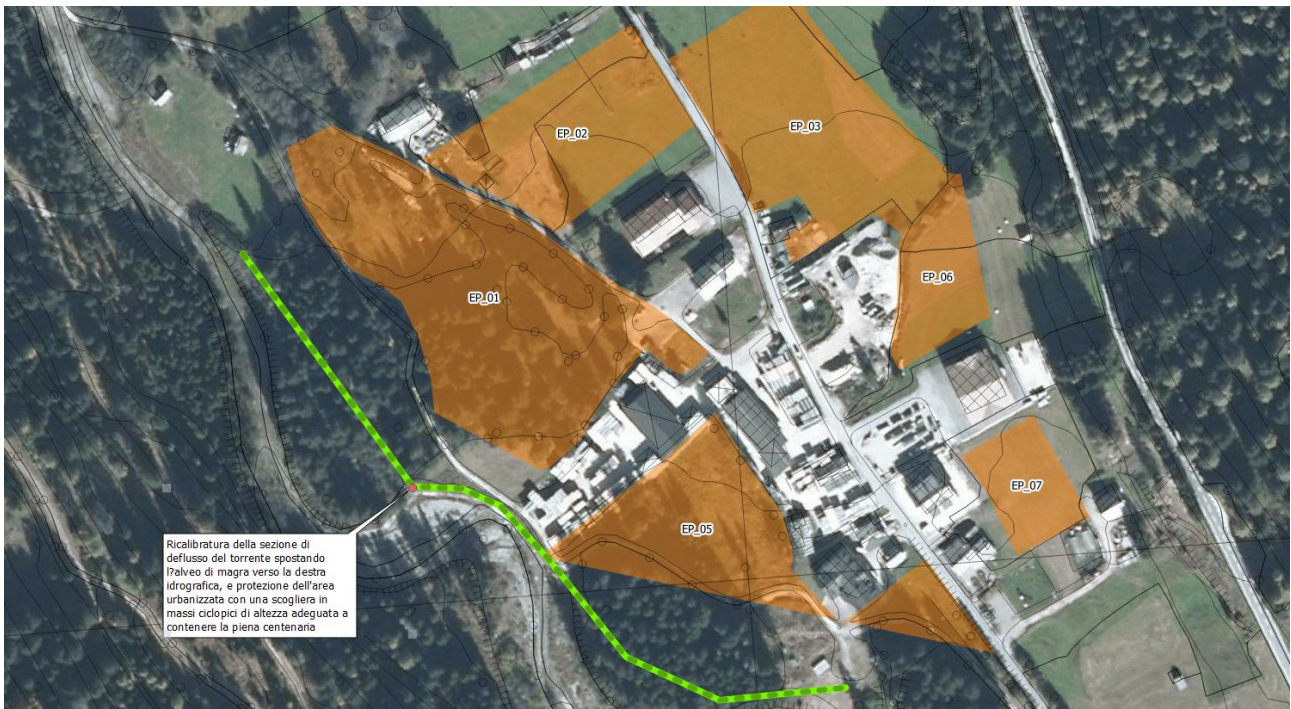 EP_02
EP_03
EP_01
EP_06
EP_07
EP_05
Ricalibratura della sezione di
deflusso del torrente spostando
l?alveo di magra verso la destra
idrografica, e protezione dell'area
urbanizzata con una scogliera in
massi ciclopici di altezza adeguata a
contenere la piena centenaria